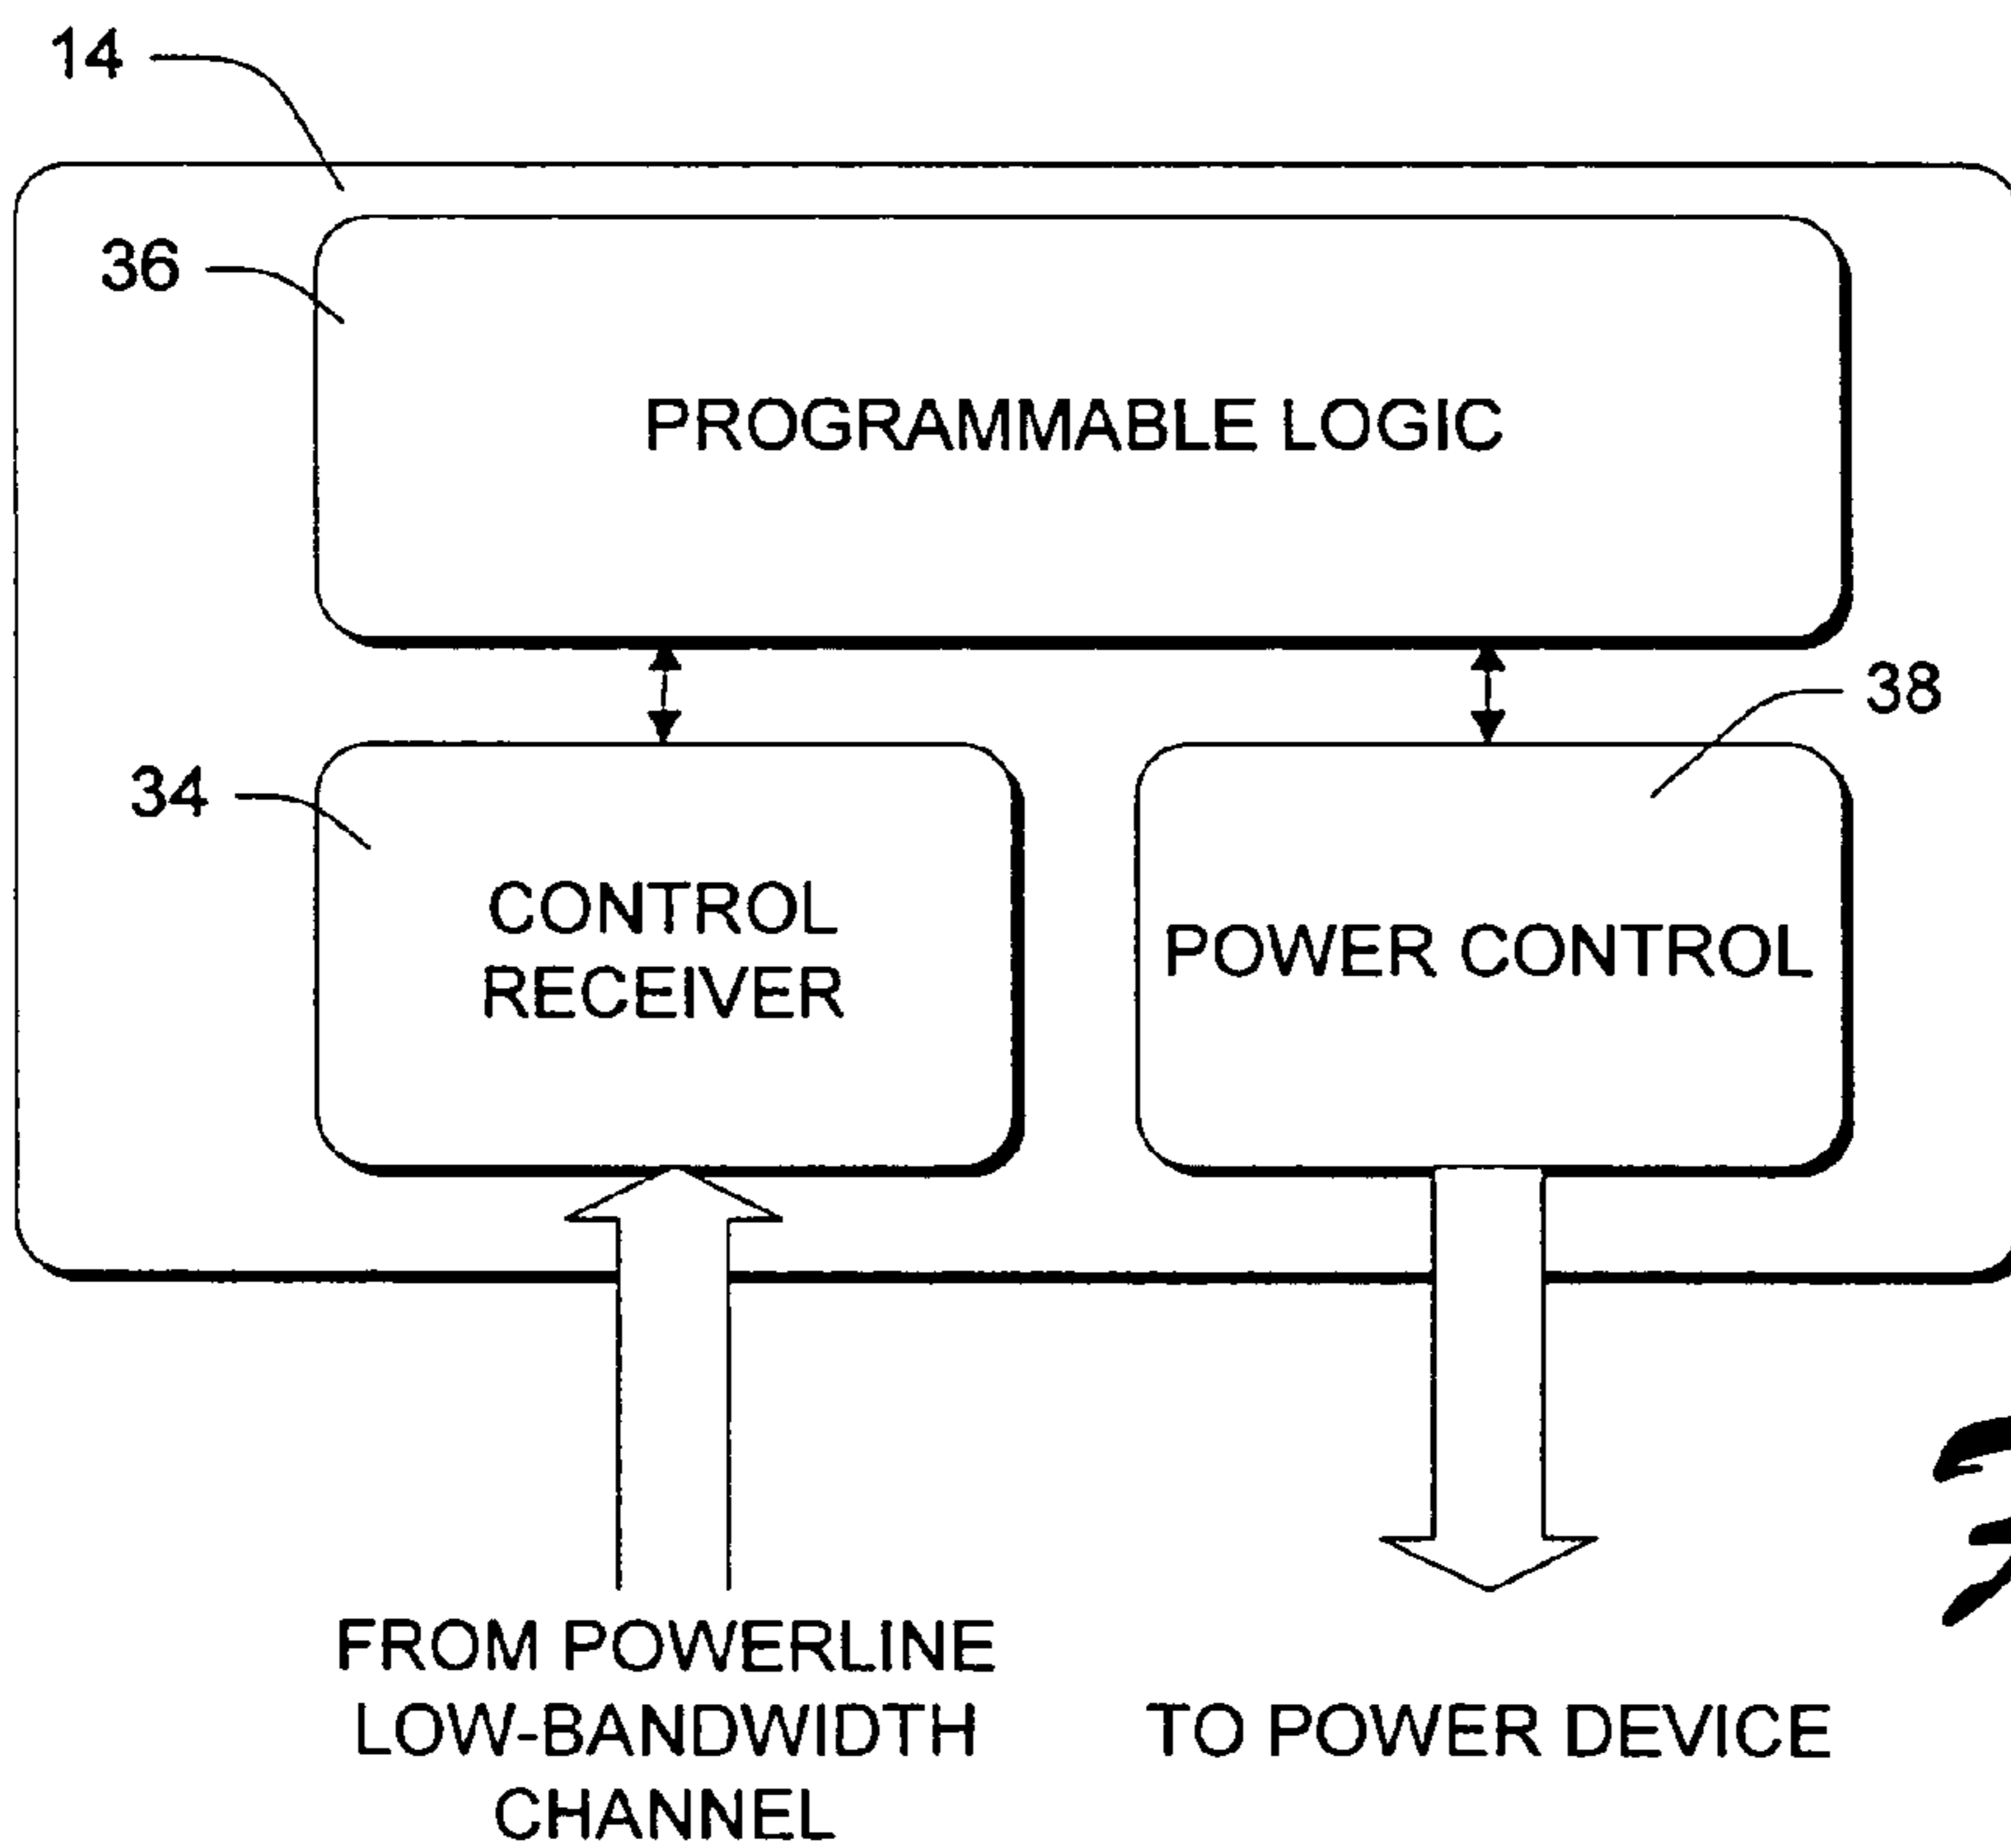 14
36
PROGRAMMABLE LOGIC
38
34
CONTROL
RECEIVER
POWER CONTROL
FROM POWERLINE
LOW-BANDWIDTH
CHANNEL
TO POWER DEVICE